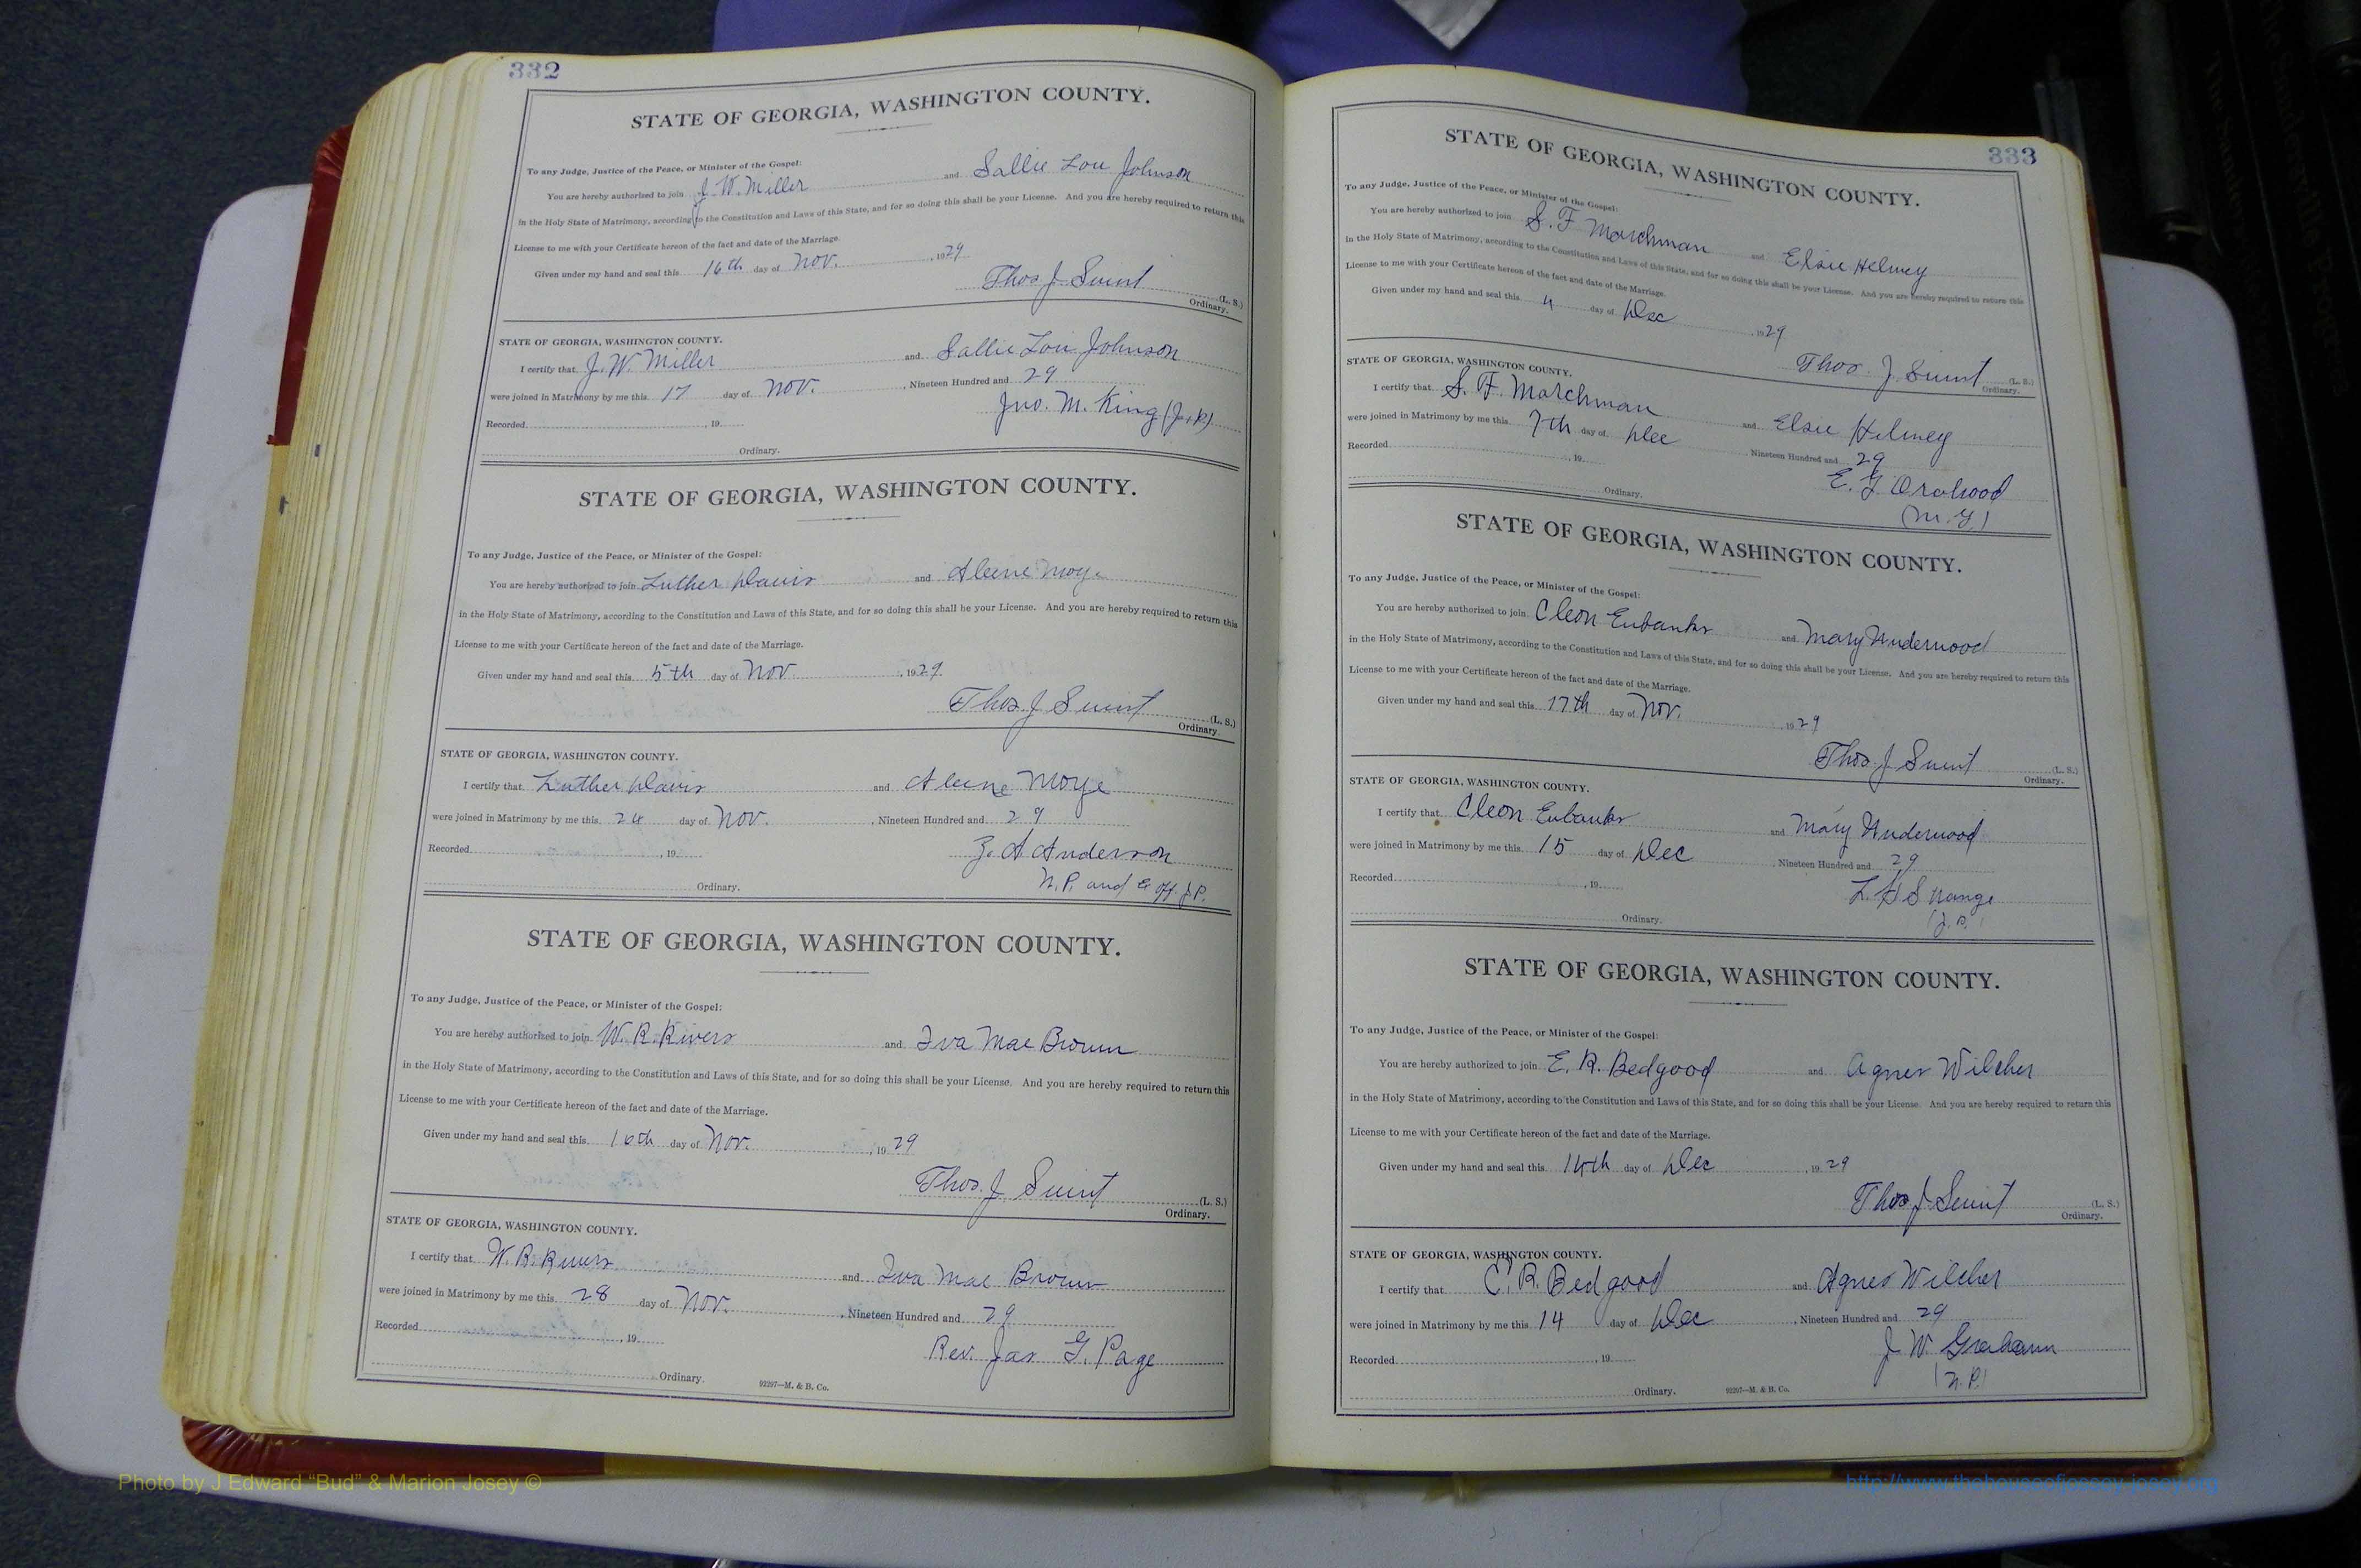 332
STATE OF GEORGIA, WASHINGTON COUNTY.
To any Judge, Justice of the Peace, or Minister of the Gospel:
You are hereby authorized to join J. W. Miller and Sallie Lou Johnson
in the Holy State of Matrimony, according to the Constitution and Laws of this State, and for so doing this shall be your License. And you are hereby required to return this
License to me with your Certificate hereon of the fact and date of the Marriage.
Given under my hand and seal this 16th day of Nov. , 1929
Thos J. Swint (L. S.)
Ordinary.
STATE OF GEORGIA, WASHINGTON COUNTY.
I certify that J. W. Miller and Sallie Lou Johnson
were joined in Matrimony by me this 17 day of Nov. , Nineteen Hundred and 29
Recorded , 19 Jno. M. King
Ordinary.
STATE OF GEORGIA, WASHINGTON COUNTY.
To any Judge, Justice of the Peace, or Minister of the Gospel:
You are hereby authorized to join Luther Davis and Aleene Moye
in the Holy State of Matrimony, according to the Constitution and Laws of this State, and for so doing this shall be your License. And you are hereby required to return this
License to me with your Certificate hereon of the fact and date of the Marriage.
Given under my hand and seal this 5th day of Nov. , 1929.
Thos. J Swint (L. S.)
Ordinary.
STATE OF GEORGIA, WASHINGTON COUNTY.
I certify that Luther Davis and Aleene Moye
were joined in Matrimony by me this 24 day of Nov. , Nineteen Hundred and 29
Recorded , 19 Z. A Anderson
Ordinary. N. P. and E Off. J. P.
STATE OF GEORGIA, WASHINGTON COUNTY.
To any Judge, Justice of the Peace, or Minister of the Gospel:
You are hereby authorized to join W. R. Rivers and Iva Mae Brown
in the Holy State of Matrimony, according to the Constitution and Laws of this State, and for so doing this shall be your License. And you are hereby required to return this
License to me with your Certificate hereon of the fact and date of the Marriage.
Given under my hand and seal this 16th day of Nov. , 1929
Thos. J. Swint (L. S.)
Ordinary.
STATE OF GEORGIA, WASHINGTON COUNTY.
I certify that W. R. Rivers and Iva Mae Brown
were joined in Matrimony by me this 28 day of Nov. , Nineteen Hundred and 29
Recorded , 19 Rev. Jas G. Page
Ordinary. 92297—M. & B. Co.
333
STATE OF GEORGIA, WASHINGTON COUNTY.
To any Judge, Justice of the Peace, or Minister of the Gospel:
You are hereby authorized to join S. F Marchman and Elsie Helmey
in the Holy State of Matrimony, according to the Constitution and Laws of this State, and for so doing this shall be your License. And you are hereby required to return this
License to me with your Certificate hereon of the fact and date of the Marriage.
Given under my hand and seal this 4 day of Dec , 1929
Thos. J. Swint (L. S.)
Ordinary.
STATE OF GEORGIA, WASHINGTON COUNTY.
I certify that S. F. Marchman and Elsie Helmey
were joined in Matrimony by me this 7th day of Dec Nineteen Hundred and 29
Recorded , 19 E. G.
Ordinary. (M. G)
STATE OF GEORGIA, WASHINGTON COUNTY.
To any Judge, Justice of the Peace, or Minister of the Gospel:
You are hereby authorized to join Cleon Eubanks and Mary Underwood
in the Holy State of Matrimony, according to the Constitution and Laws of this State, and for so doing this shall be your License. And you are hereby required to return this
License to me with your Certificate hereon of the fact and date of the Marriage.
Given under my hand and seal this 17th day of Nov. , 1929
Thos. J Swint (L. S.)
Ordinary.
STATE OF GEORGIA, WASHINGTON COUNTY.
I certify that Cleon Eubanks and Mary Underwood
were joined in Matrimony by me this 15 day of Dec , Nineteen Hundred and 29
Recorded , 19 L. H Strange
Ordinary. (J. P.)
STATE OF GEORGIA, WASHINGTON COUNTY.
To any Judge, Justice of the Peace, or Minister of the Gospel:
You are hereby authorized to join E. R. Bedgood and Agnes Wilcher
in the Holy State of Matrimony, according to the Constitution and Laws of this State, and for so doing this shall be your License. And you are hereby required to return this
License to me with your Certificate hereon of the fact and date of the Marriage.
Given under my hand and seal this 14th day of Dec , 1929
Thos J Swint (L. S.)
Ordinary.
STATE OF GEORGIA, WASHINGTON COUNTY.
I certify that E. R. Bedgood and Agnes Wilcher
were joined in Matrimony by me this 14 day of Dec , Nineteen Hundred and 29
Recorded , 19 J. W. Graham
Ordinary. 92297—M. & B. Co. (N. P.)
Photo by J Edward “Bud” & Marion Josey ©
http://www.thehouseofjossey-josey.org